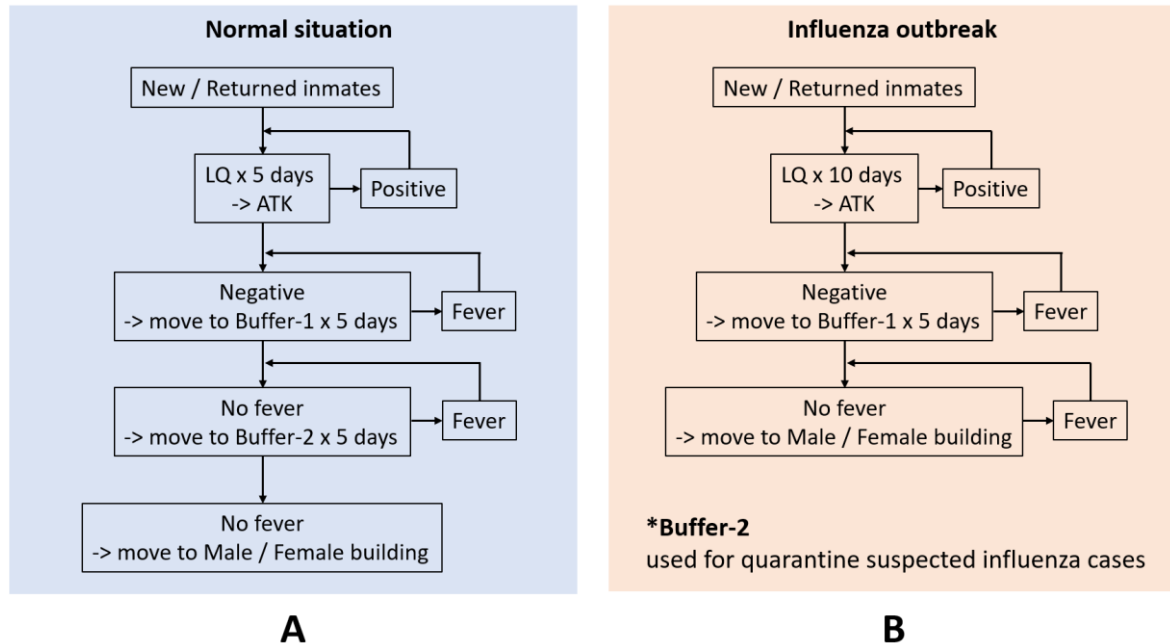 Normal situation
New / Returned inmates
LQ x 5 days
-> ATK
Positive
Negative
-> move to Buffer-1 x 5 days
Fever
No fever
-> move to Buffer-2 x 5 days
Fever
No fever
-> move to Male / Female building
A
Influenza outbreak
New / Returned inmates
LQ x 10 days
-> ATK
Positive
Negative
-> move to Buffer-1 x 5 days
Fever
No fever
-> move to Male / Female building
Fever
*Buffer-2
used for quarantine suspected influenza cases
B